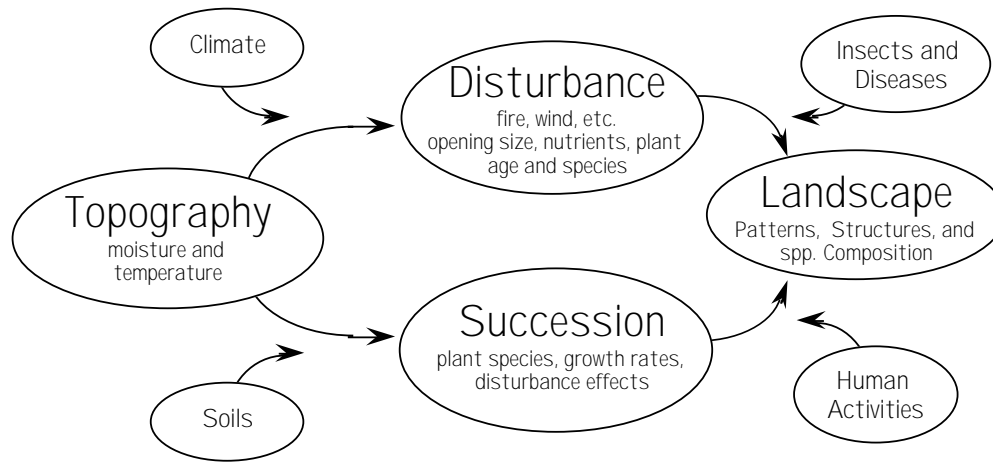 Climate
Disturbance
fire, wind, etc.
opening size, nutrients, plant
age and species
Insects and
Diseases
Topography
moisture and
temperature
Landscape
Patterns, Structures, and
spp. Composition
Succession
plant species, growth rates,
disturbance effects
Soils
Human
Activities